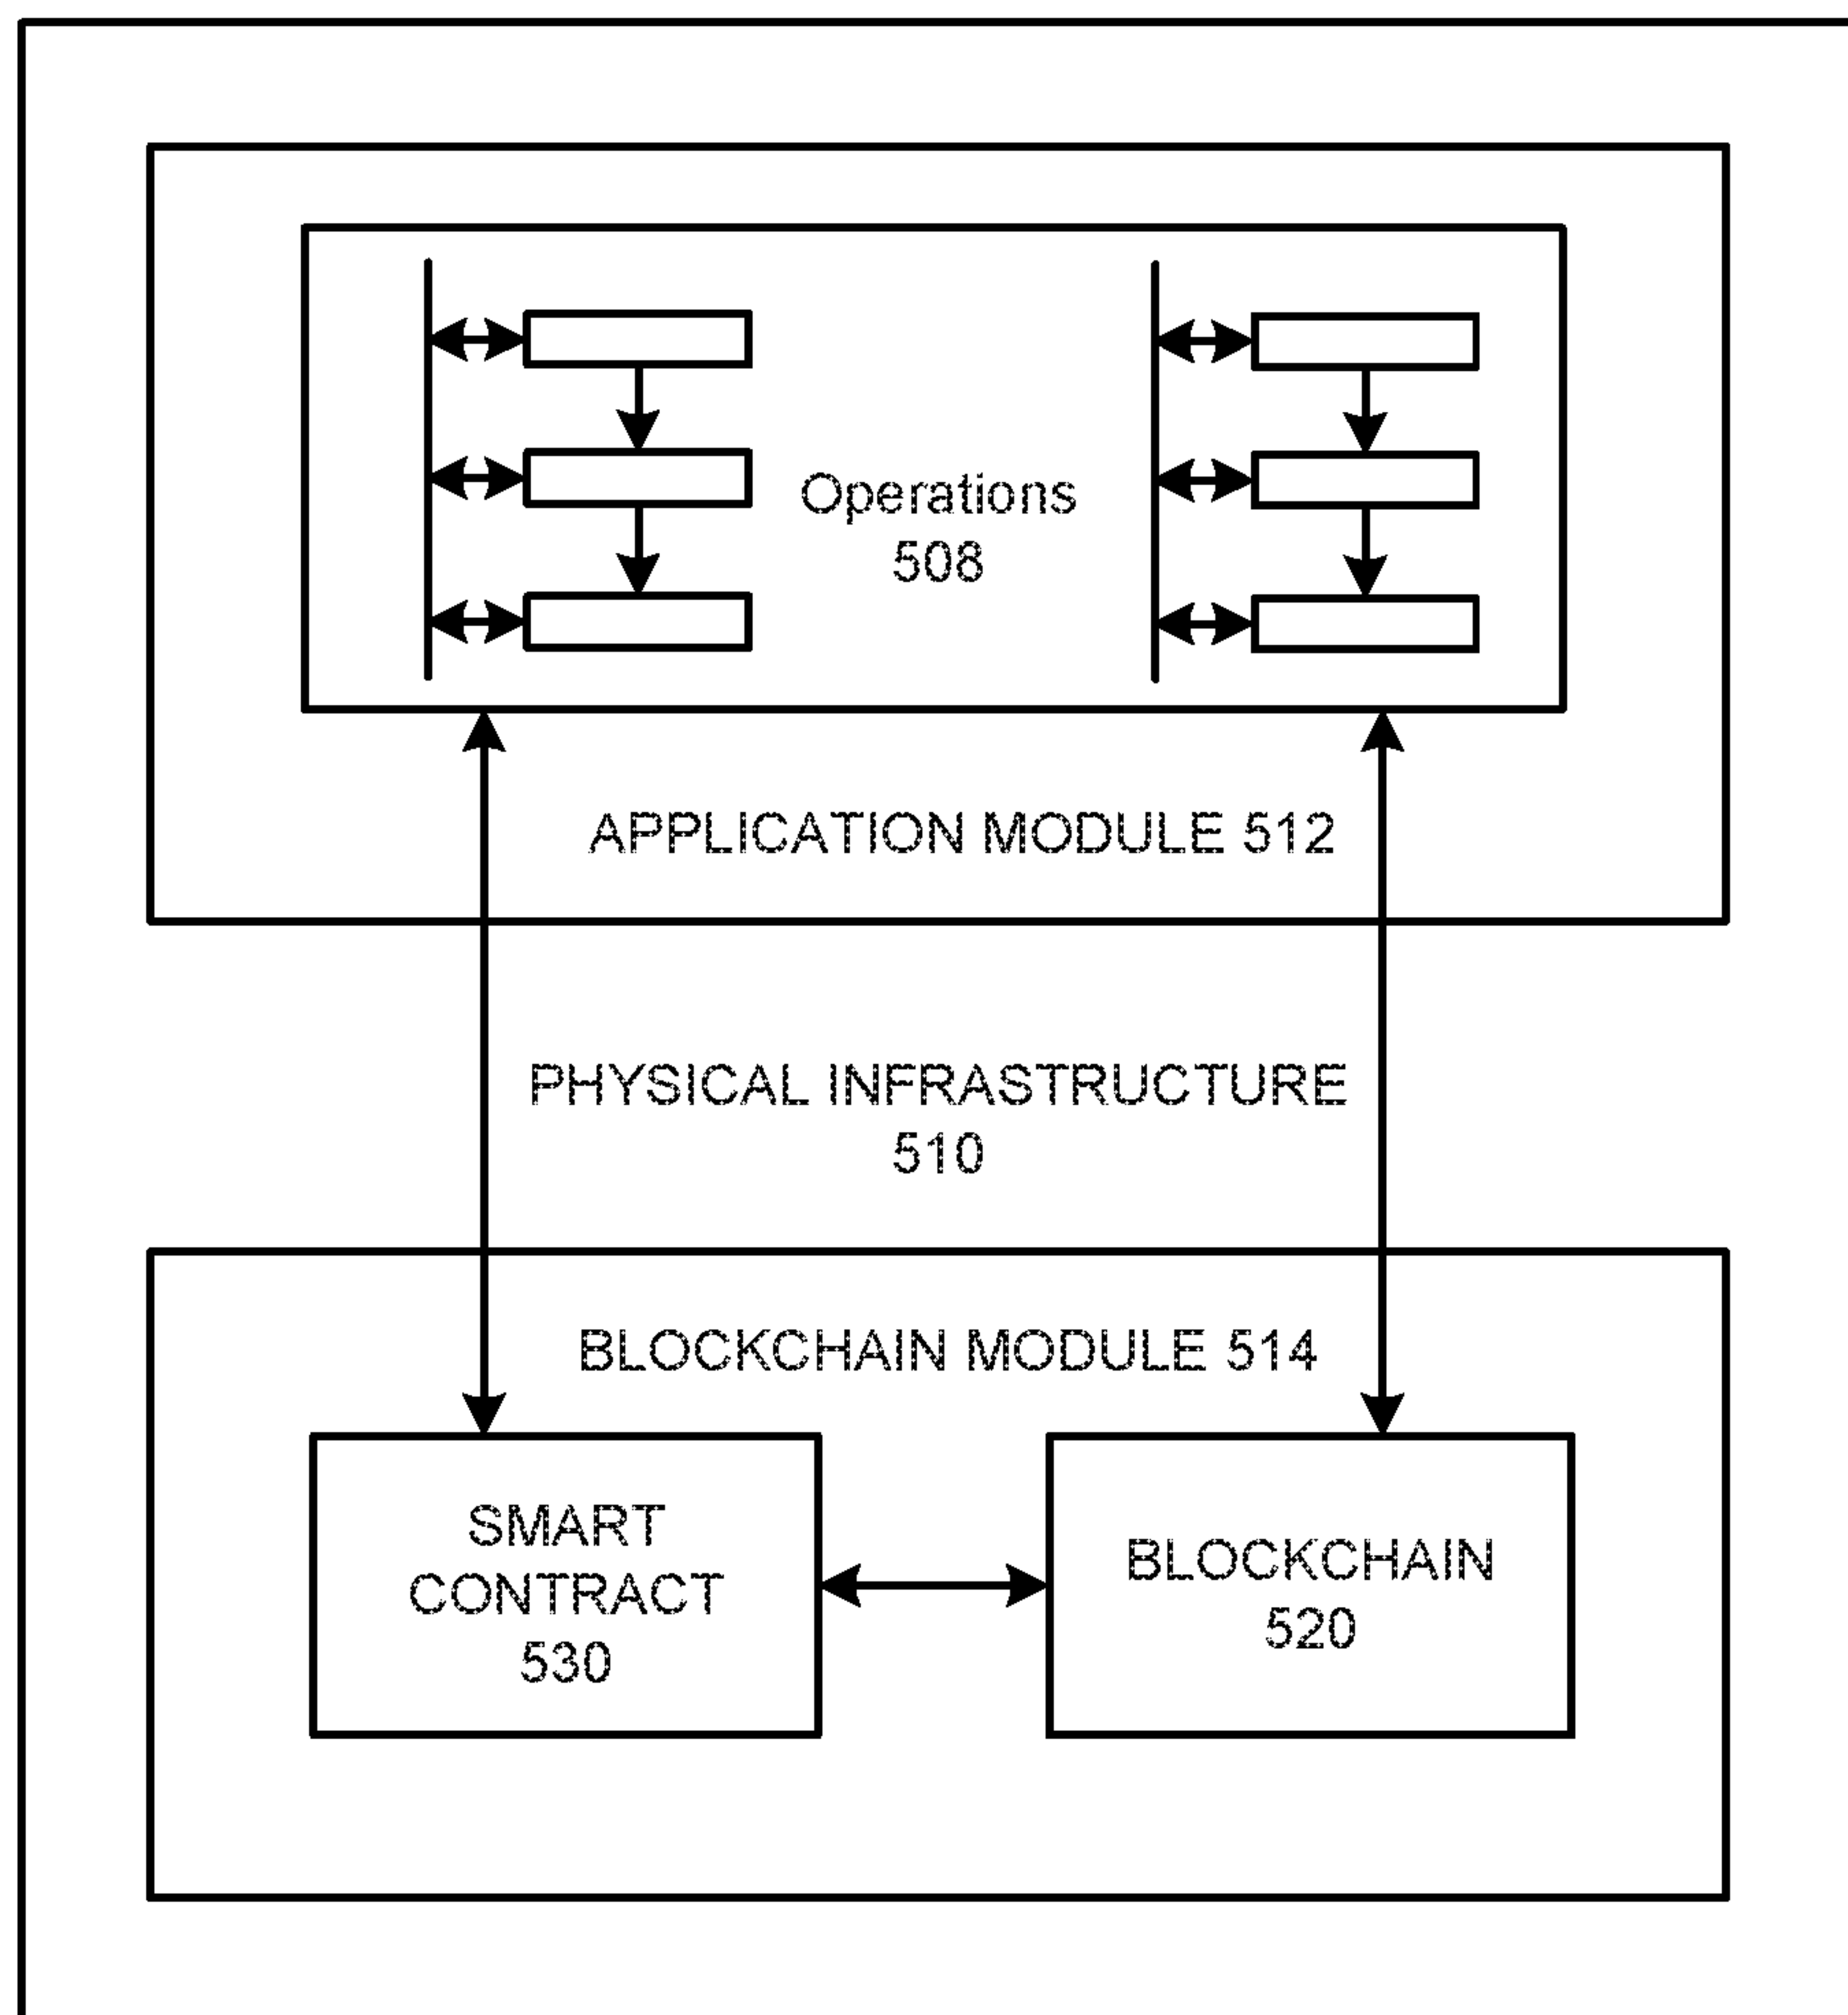 Operations
508
APPLICATION MODULE 512
PHYSICAL INFRASTRUCTURE
510
BLOCKCHAIN MODULE 514
SMART
CONTRACT
530
BLOCKCHAIN
520